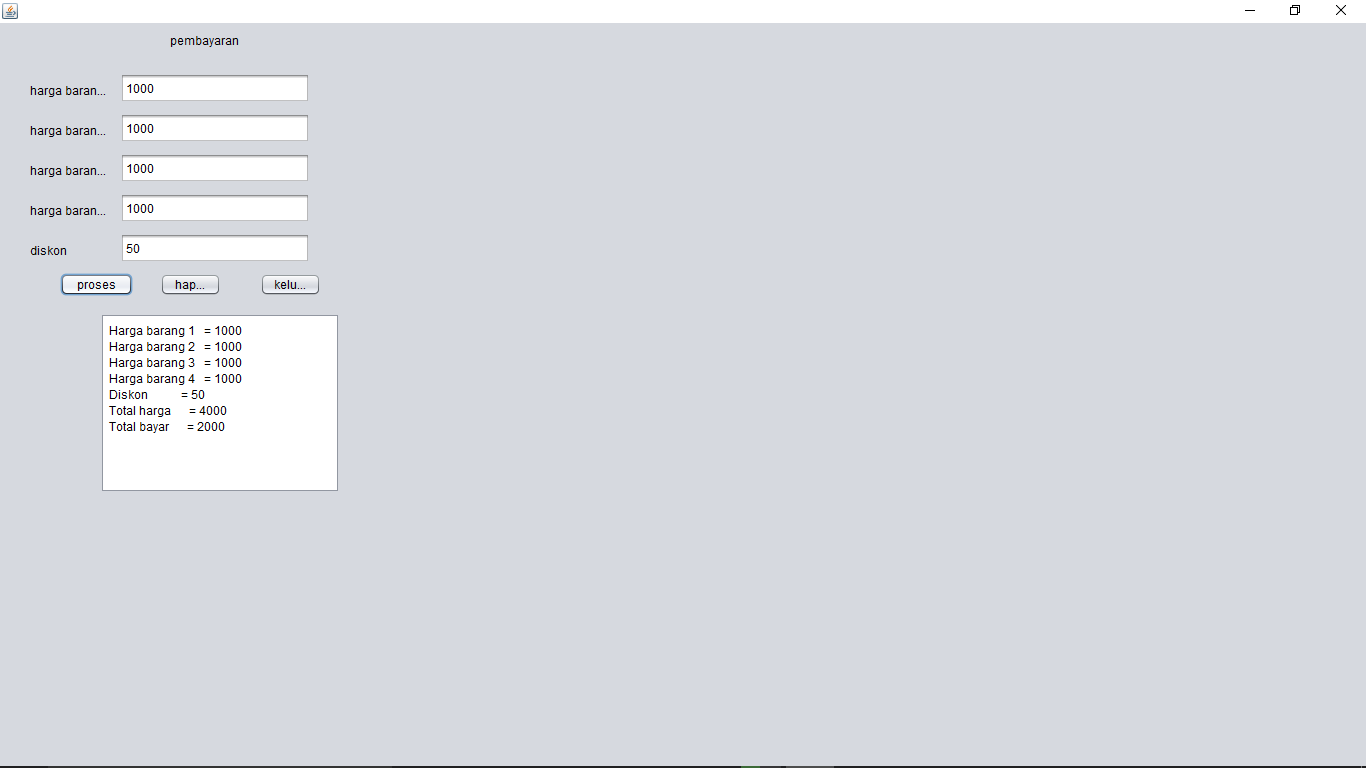 pembayaran
harga baran... 1000
harga baran... 1000
harga baran... 1000
harga baran... 1000
diskon 50
proses hap... kelu...
Harga barang 1 = 1000
Harga barang 2 = 1000
Harga barang 3 = 1000
Harga barang 4 = 1000
Diskon = 50
Total harga = 4000
Total bayar = 2000